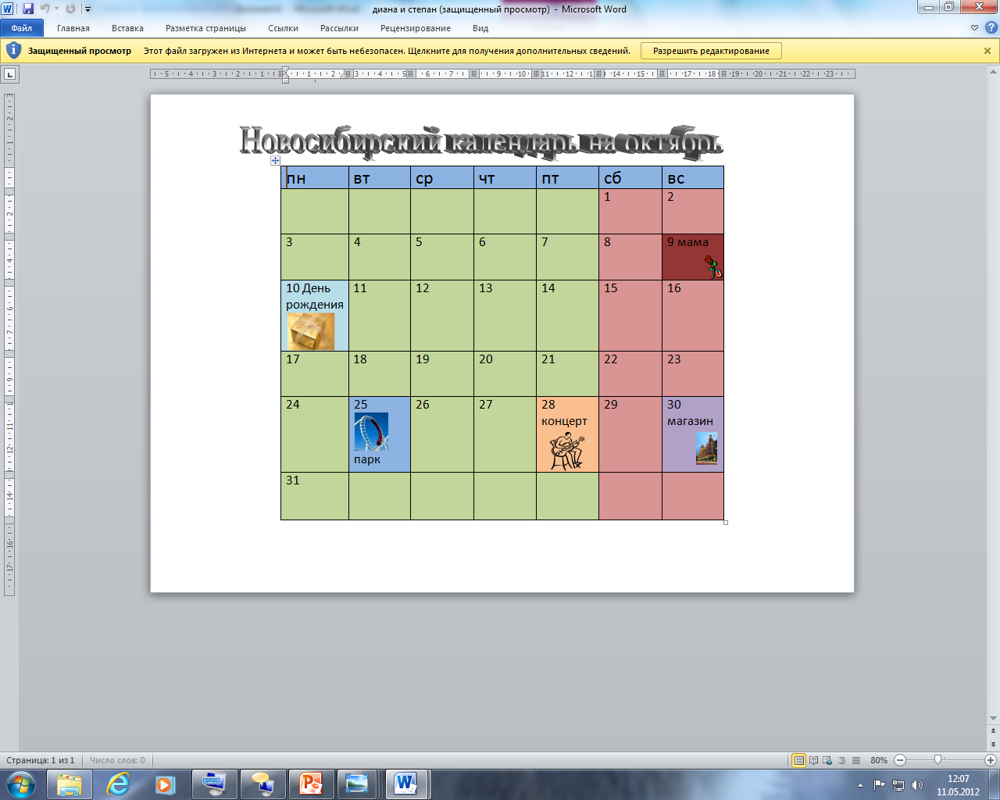 диана и степан (защищенный просмотр) - Microsoft Word
Файл Главная Вставка Разметка страницы Ссылки Рассылки Рецензирование Вид
Защищенный просмотр Этот файл загружен из Интернета и может быть небезопасен. Щелкните для получения дополнительных сведений. Разрешить редактирование
Новосибирский календарь на октябрь
пн вт ср чт пт сб вс
1 2
3 4 5 6 7 8 9 мама
10 День рождения 11 12 13 14 15 16
17 18 19 20 21 22 23
24 25 парк 26 27 28 концерт 29 30 магазин
31
Страница: 1 из 1 Число слов: 0 80%
12:07
11.05.2012